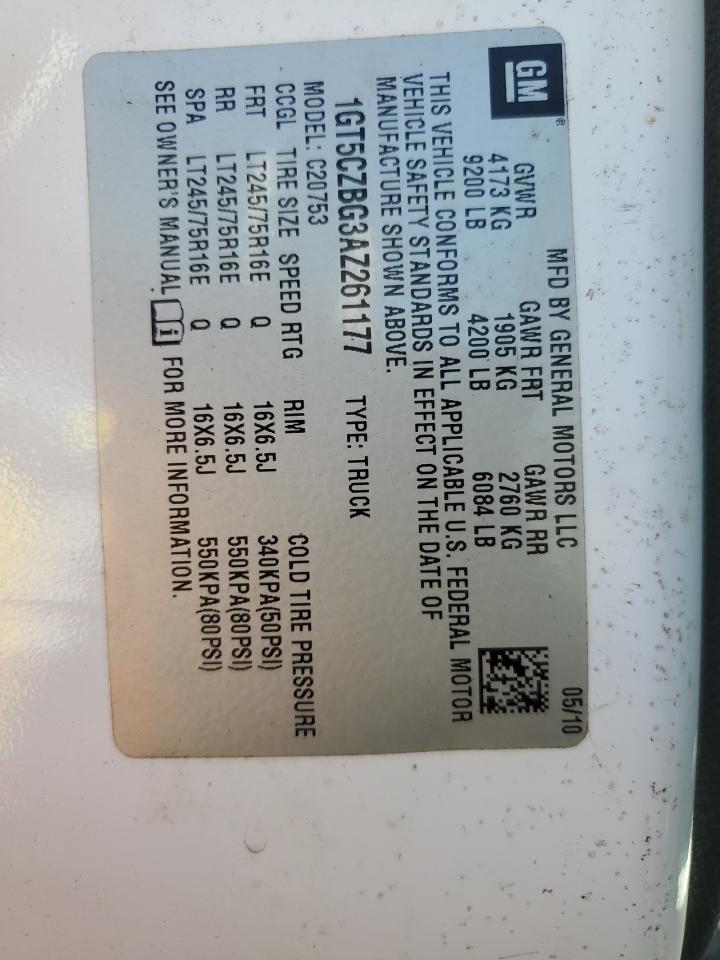 GM®
MFD BY GENERAL MOTORS LLC 05/10
GVWR GAWR FRT GAWR RR
4173 KG 1905 KG 2760 KG
9200 LB 4200 LB 6084 LB
THIS VEHICLE CONFORMS TO ALL APPLICABLE U.S. FEDERAL MOTOR
VEHICLE SAFETY STANDARDS IN EFFECT ON THE DATE OF
MANUFACTURE SHOWN ABOVE.
1GT5CZBG3AZ261177 TYPE: TRUCK
MODEL: C20753
CCGL TIRE SIZE SPEED RTG RIM COLD TIRE PRESSURE
FRT LT245/75R16E Q 16X6.5J 340KPA(50PSI)
RR LT245/75R16E Q 16X6.5J 550KPA(80PSI)
SPA LT245/75R16E Q 16X6.5J 550KPA(80PSI)
SEE OWNER'S MANUAL i FOR MORE INFORMATION.